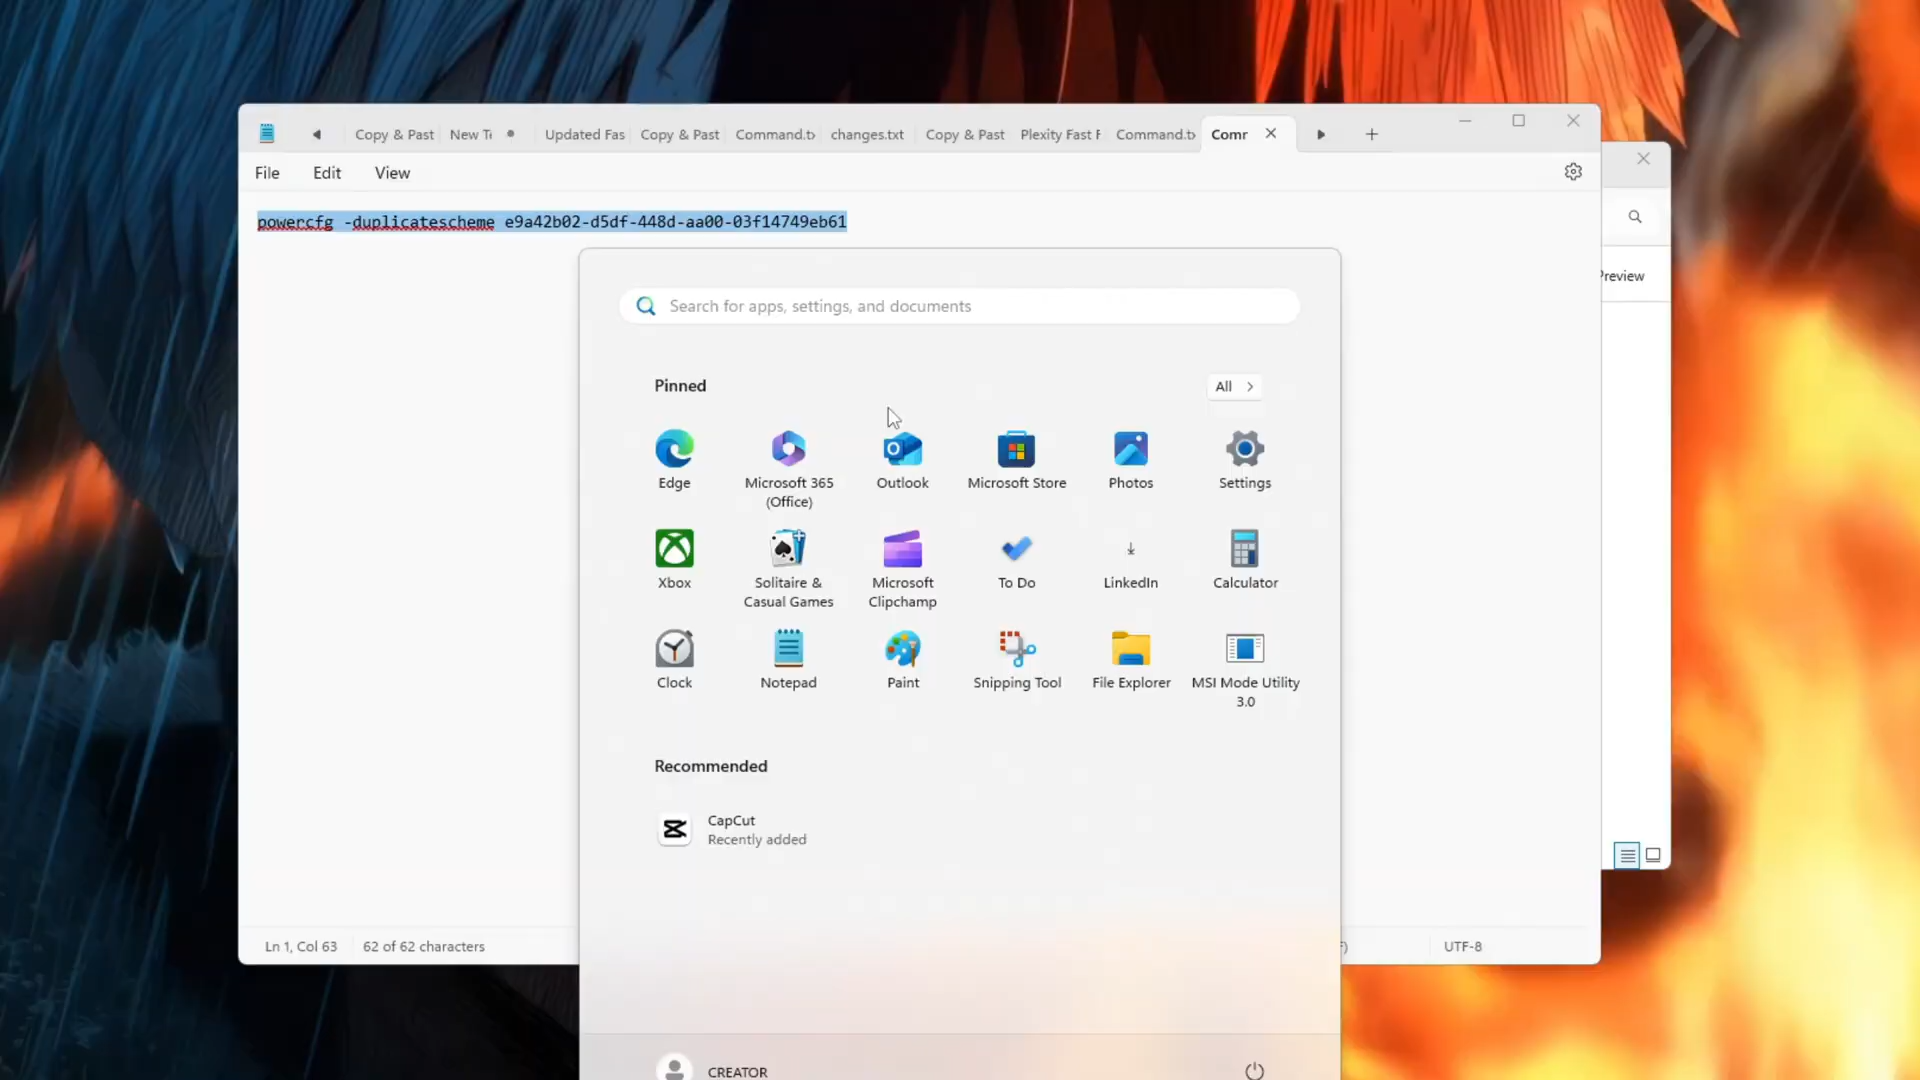 Copy & Past
New Te
Updated Fas
Copy & Past
Command.tx
changes.txt
Copy & Past
Plexity Fast F
Command.tx
Comr
File
Edit
View
powercfg -duplicatescheme e9a42b02-d5df-448d-aa00-03f14749eb61
Preview
Search for apps, settings, and documents
Pinned
All
Edge
Microsoft 365
(Office)
Outlook
Microsoft Store
Photos
Settings
Xbox
Solitaire &
Casual Games
Microsoft
Clipchamp
To Do
LinkedIn
Calculator
Clock
Notepad
Paint
Snipping Tool
File Explorer
MSI Mode Utility
3.0
Recommended
CapCut
Recently added
Ln 1, Col 63
62 of 62 characters
UTF-8
CREATOR